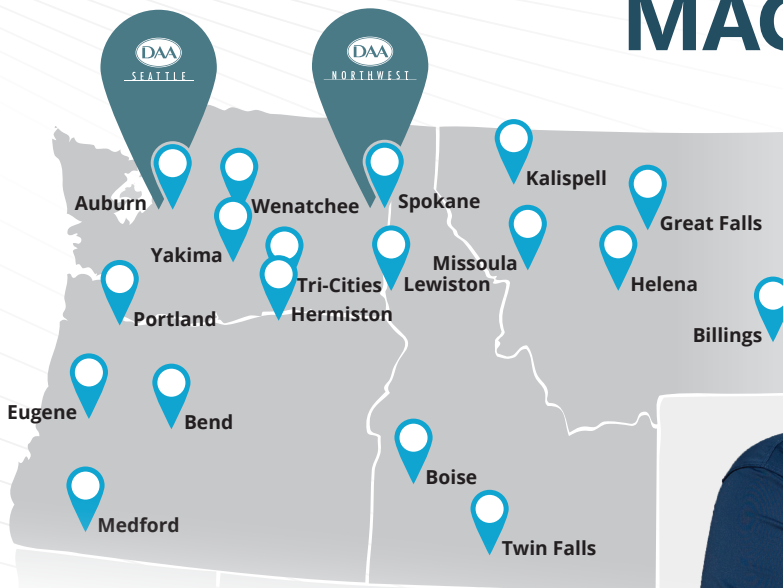 MAC
DAA
SEATTLE
DAA
NORTHWEST
Kalispell
Auburn
Wenatchee
Spokane
Great Falls
Yakima
Missoula
Tri-Cities
Lewiston
Helena
Hermiston
Portland
Billings
Eugene
Bend
Boise
Medford
Twin Falls